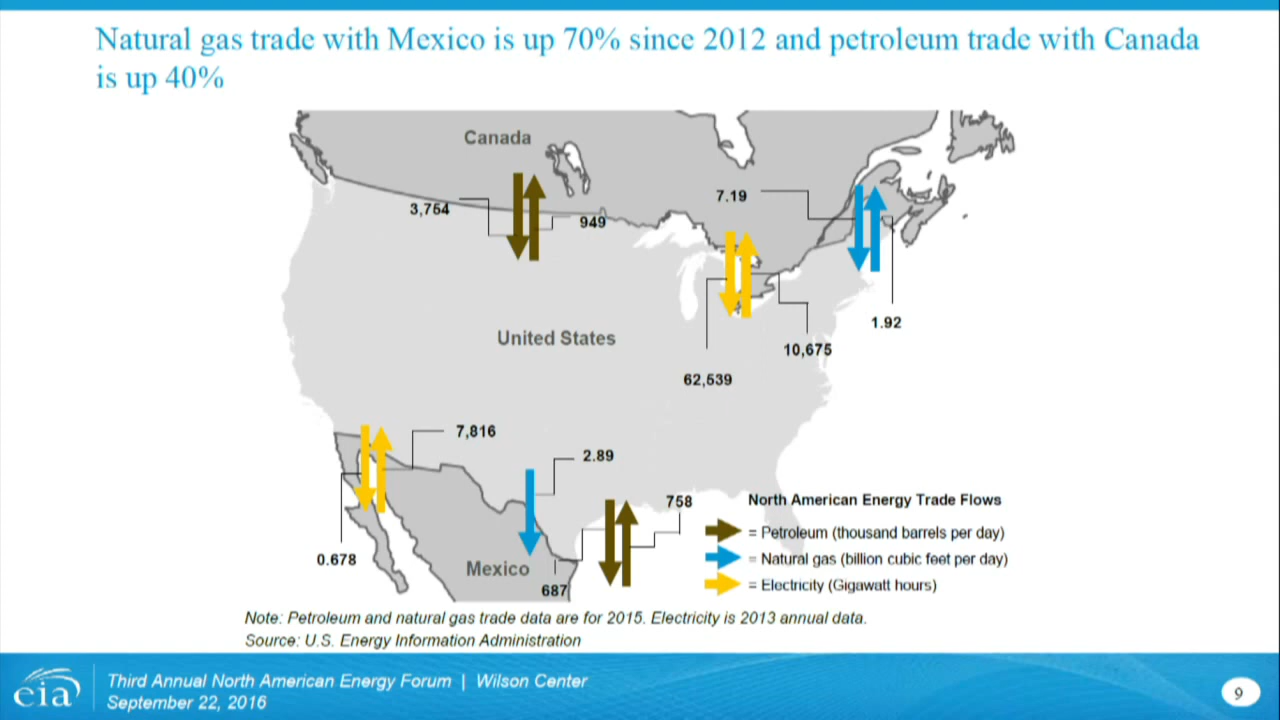 Natural gas trade with Mexico is up 70% since 2012 and petroleum trade with Canada
is up 40%
Canada
3,754
949
7.19
1.92
10,675
United States
62,539
7,816
2.89
758
0.678
Mexico
687
North American Energy Trade Flows
= Petroleum (thousand barrels per day)
= Natural gas (billion cubic feet per day)
= Electricity (Gigawatt hours)
Note: Petroleum and natural gas trade data are for 2015. Electricity is 2013 annual data.
Source: U.S. Energy Information Administration
eia
Third Annual North American Energy Forum | Wilson Center
September 22, 2016
9